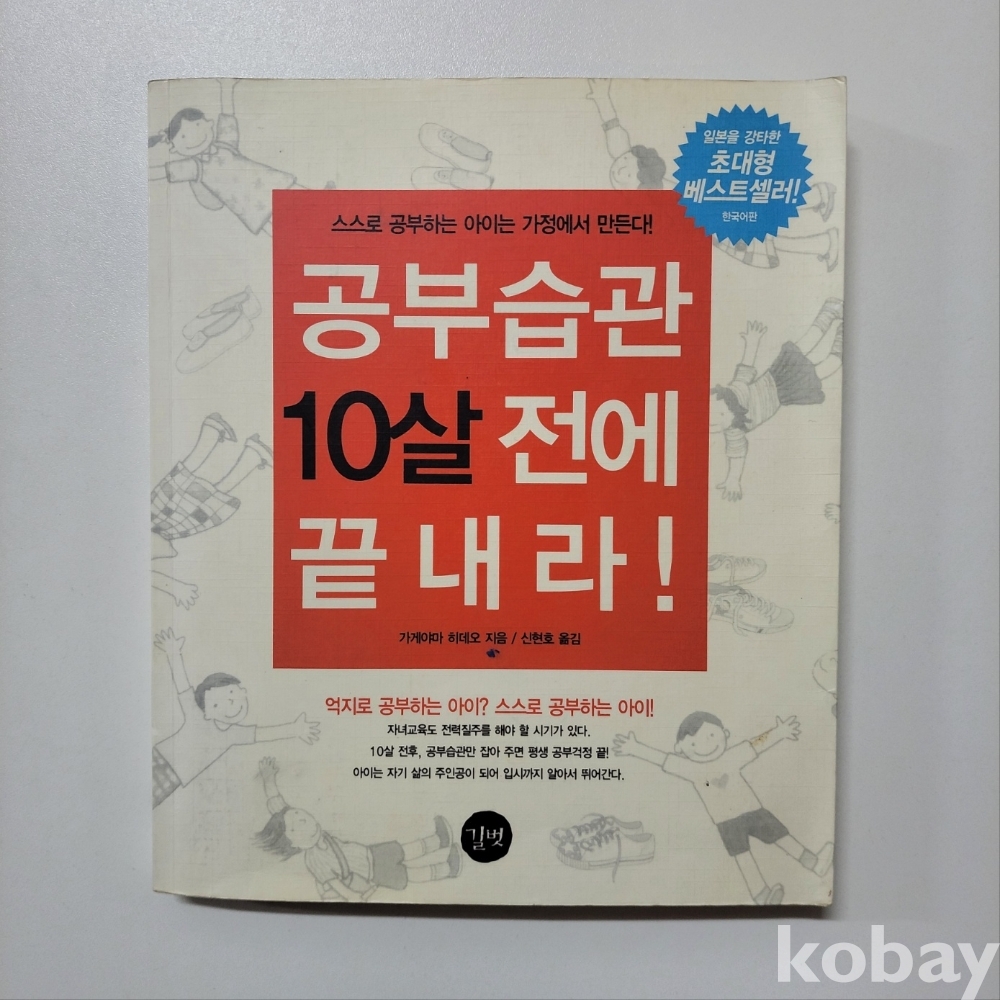 일본을 강타한
초대형
베스트셀러!
한국어판
스스로 공부하는 아이는 가정에서 만든다!
공부습관
10살 전에
끝내라!
가게야마 히데오 지음 / 신현호 옮김
억지로 공부하는 아이? 스스로 공부하는 아이!
자녀교육도 전력질주를 해야 할 시기가 있다.
10살 전후, 공부습관만 잡아 주면 평생 공부걱정 끝!
아이는 자기 삶의 주인공이 되어 입시까지 알아서 뛰어간다.
길벗
kobay